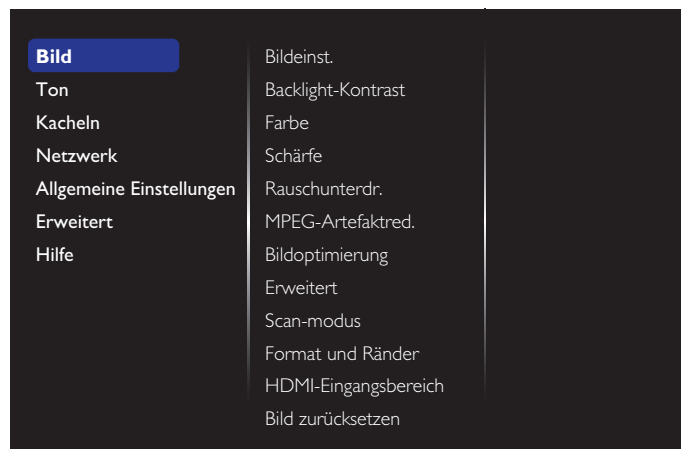 Bild
Ton
Kacheln
Netzwerk
Allgemeine Einstellungen
Erweitert
Hilfe
Bildeinst.
Backlight-Kontrast
Farbe
Schärfe
Rauschunterdr.
MPEG-Artefaktred.
Bildoptimierung
Erweitert
Scan-modus
Format und Ränder
HDMI-Eingangsbereich
Bild zurücksetzen